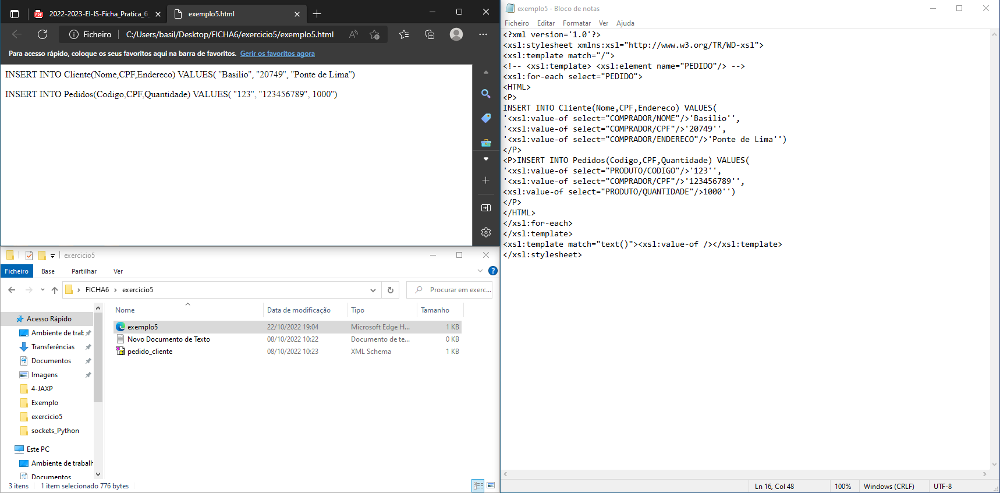 2022-2023-EI-IS-Ficha_Pratica_6_
exemplo5.html
Ficheiro
C:/Users/basil/Desktop/FICHA6/exercicio5/exemplo5.html
Para acesso rápido, coloque os seus favoritos aqui na barra de favoritos. Gerir os favoritos agora
INSERT INTO Cliente(Nome,CPF,Endereco) VALUES( "Basilio", "20749", "Ponte de Lima")
INSERT INTO Pedidos(Codigo,CPF,Quantidade) VALUES( "123", "123456789", 1000")
exercicio5
Ficheiro
Base
Partilhar
Ver
FICHA6 > exercicio5
Procurar em exerc...
Nome
Data de modificação
Tipo
Tamanho
exemplo5 22/10/2022 19:04 Microsoft Edge H... 1 KB
Novo Documento de Texto 08/10/2022 10:22 Documento de te... 0 KB
pedido_cliente 08/10/2022 10:23 XML Schema 1 KB
Acesso Rápido
Ambiente de trab
Transferências
Documentos
Imagens
4-JAXP
Exemplo
exercicio5
sockets_Python
Este PC
Ambiente de trabalh
Documentos
3 itens
1 item selecionado 776 bytes
exemplo5 - Bloco de notas
Ficheiro Editar Formatar Ver Ajuda
<?xml version='1.0'?>
<xsl:stylesheet xmlns:xsl="http://www.w3.org/TR/WD-xsl">
<xsl:template match="/">
<!-- <xsl:template> <xsl:element name="PEDIDO"/> -->
<xsl:for-each select="PEDIDO">
<HTML>
<P>
INSERT INTO Cliente(Nome,CPF,Endereco) VALUES(
'<xsl:value-of select="COMPRADOR/NOME"/>'Basilio'',
'<xsl:value-of select="COMPRADOR/CPF"/>'20749'',
'<xsl:value-of select="COMPRADOR/ENDERECO"/>'Ponte de Lima'')
</P>
<P>INSERT INTO Pedidos(Codigo,CPF,Quantidade) VALUES(
'<xsl:value-of select="PRODUTO/CODIGO"/>'123'',
'<xsl:value-of select="COMPRADOR/CPF"/>'123456789'',
<xsl:value-of select="PRODUTO/QUANTIDADE"/>1000'')
</P>
</HTML>
</xsl:for-each>
</xsl:template>
<xsl:template match="text()"><xsl:value-of /></xsl:template>
</xsl:stylesheet>
Ln 16, Col 48
100%
Windows (CRLF)
UTF-8